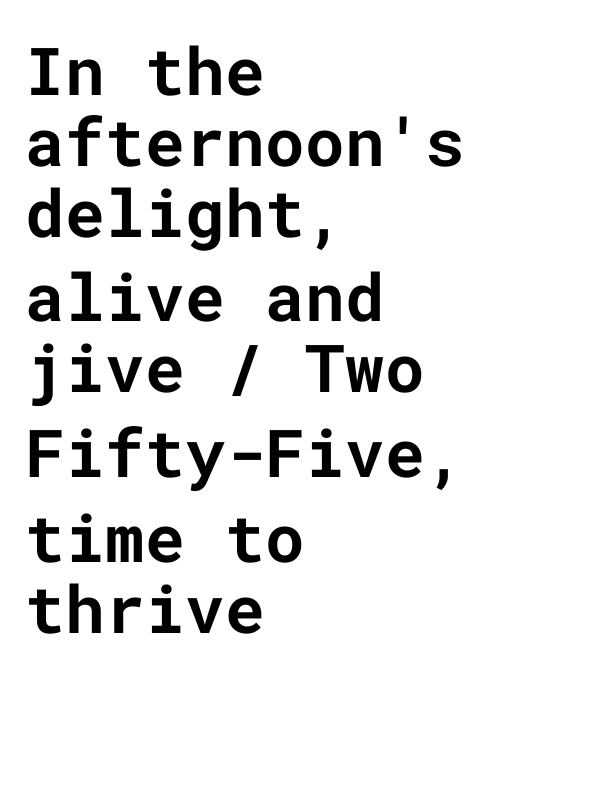 In the
afternoon's
delight,
alive and
jive / Two
Fifty-Five,
time to
thrive